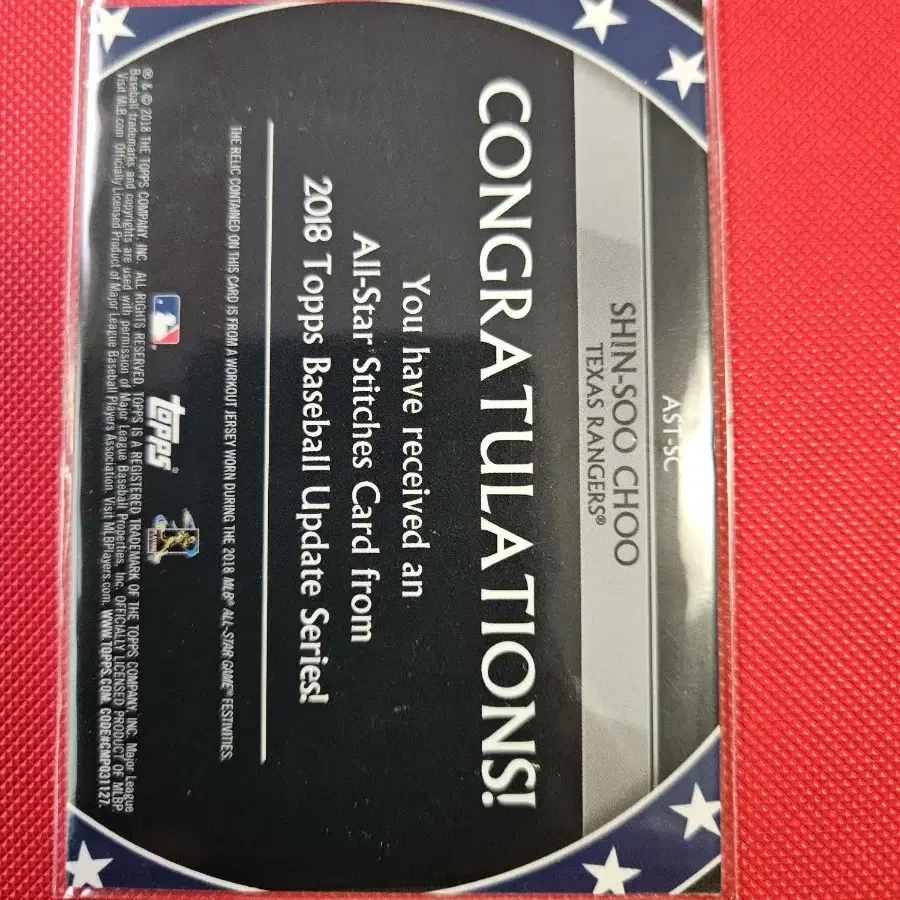 AST-SC
SHIN-SOO CHOO
TEXAS RANGERS®
CONGRATULATIONS!
You have received an
All-Star Stitches Card from
2018 Topps Baseball Update Series!
THE RELIC CONTAINED ON THIS CARD IS FROM A WORKOUT JERSEY WORN DURING THE 2018 MLB® ALL-STAR GAME® FESTIVITIES.
topps®
® & © 2018 THE TOPPS COMPANY, INC. ALL RIGHTS RESERVED. TOPPS IS A REGISTERED TRADEMARK OF THE TOPPS COMPANY, INC. Major League
Baseball trademarks and copyrights are used with permission of Major League Baseball Properties, Inc. OFFICIALLY LICENSED PRODUCT OF MLBP.
Visit MLB.com Officially Licensed Product of Major League Baseball Players Association. Visit MLBPlayers.com. WWW.TOPPS.COM. CODE#CMP031127.